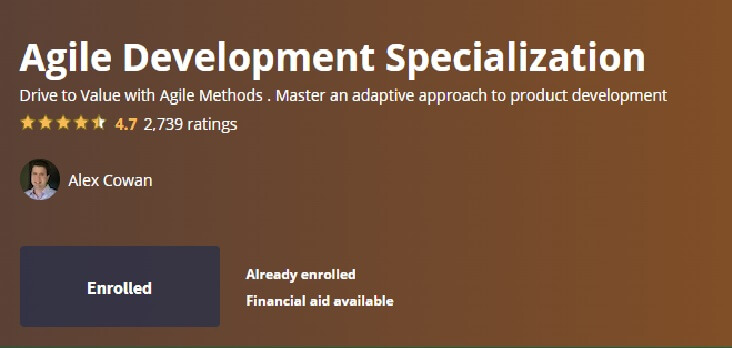 Agile Development Specialization
Drive to Value with Agile Methods . Master an adaptive approach to product development
4.7 2,739 ratings
Alex Cowan
Enrolled
Already enrolled
Financial aid available